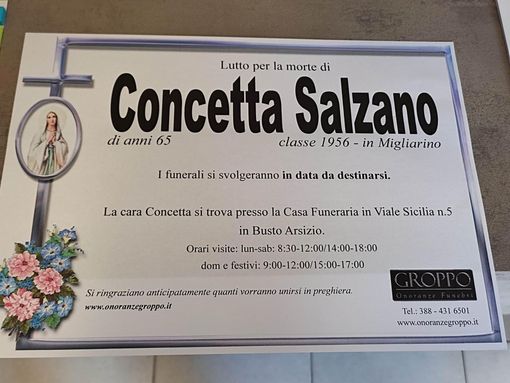 Lutto per la morte di
Concetta Salzano
di anni 65 classe 1956 - in Migliarino
I funerali si svolgeranno in data da destinarsi.
La cara Concetta si trova presso la Casa Funeraria in Viale Sicilia n.5
in Busto Arsizio.
Orari visite: lun-sab: 8:30-12:00/14:00-18:00
dom e festivi: 9:00-12:00/15:00-17:00
GROPPO
Onoranze Funebri
Si ringraziano anticipatamente quanti vorranno unirsi in preghiera.
www.onoranzegroppo.it
Tel.: 388 - 431 6501
www.onoranzegroppo.it